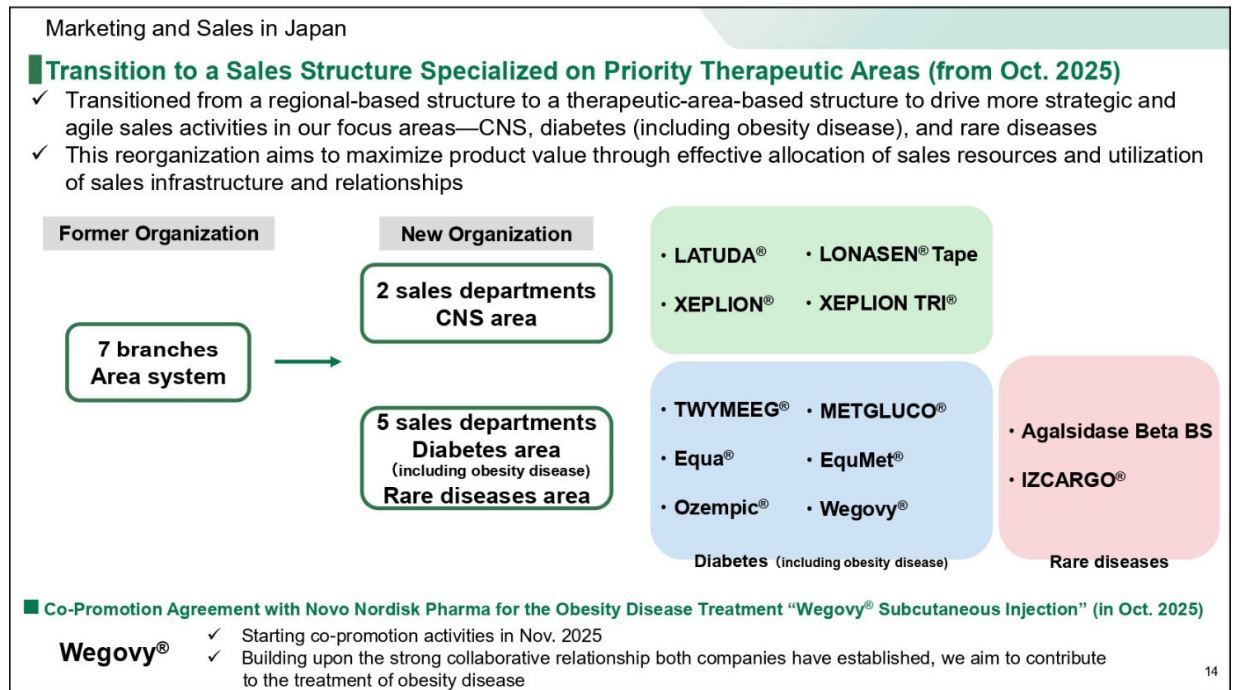 Marketing and Sales in Japan
Transition to a Sales Structure Specialized on Priority Therapeutic Areas (from Oct. 2025)
✓ Transitioned from a regional-based structure to a therapeutic-area-based structure to drive more strategic and
agile sales activities in our focus areas—CNS, diabetes (including obesity disease), and rare diseases
✓ This reorganization aims to maximize product value through effective allocation of sales resources and utilization
of sales infrastructure and relationships
Former Organization
7 branches
Area system
New Organization
2 sales departments
CNS area
・LATUDA®
・LONASEN® Tape
・XEPLION®
・XEPLION TRI®
5 sales departments
Diabetes area
(including obesity disease)
Rare diseases area
・TWYMEEG®
・METGLUCO®
・Equa®
・EquMet®
・Ozempic®
・Wegovy®
Diabetes (including obesity disease)
・Agalsidase Beta BS
・IZCARGO®
Rare diseases
Co-Promotion Agreement with Novo Nordisk Pharma for the Obesity Disease Treatment “Wegovy® Subcutaneous Injection” (in Oct. 2025)
Wegovy®
✓ Starting co-promotion activities in Nov. 2025
✓ Building upon the strong collaborative relationship both companies have established, we aim to contribute
to the treatment of obesity disease
14